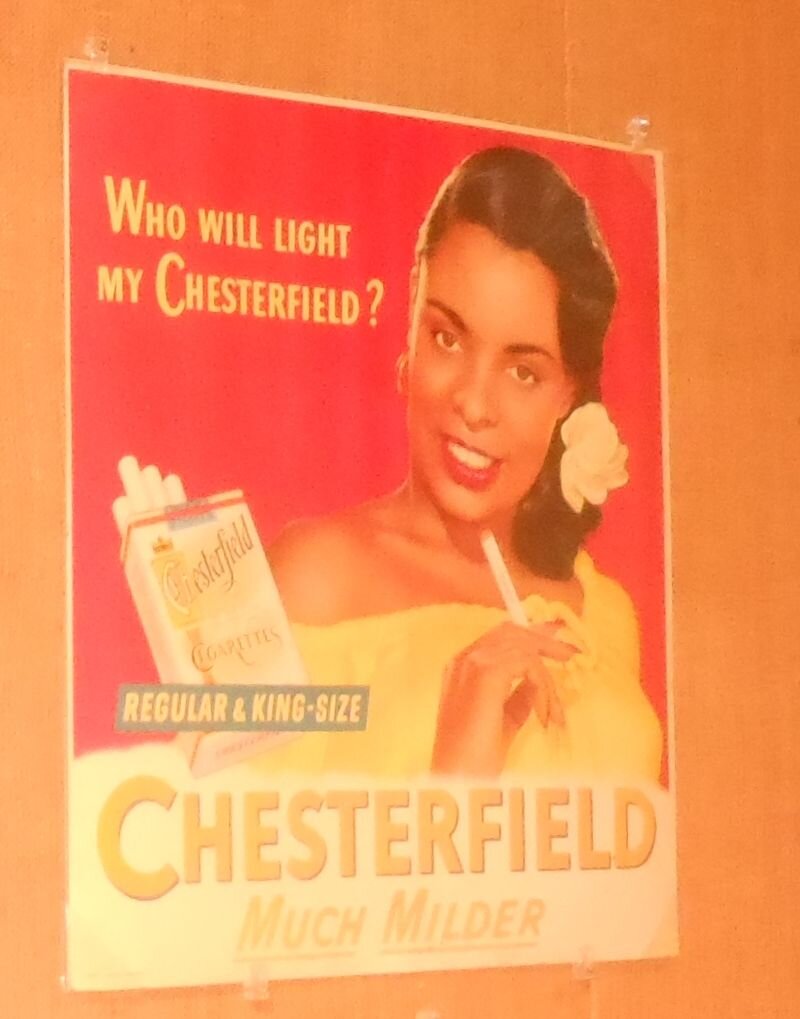 WHO WILL LIGHT
MY CHESTERFIELD?
Chesterfield
CIGARETTES
REGULAR & KING-SIZE
CHESTERFIELD
MUCH MILDER